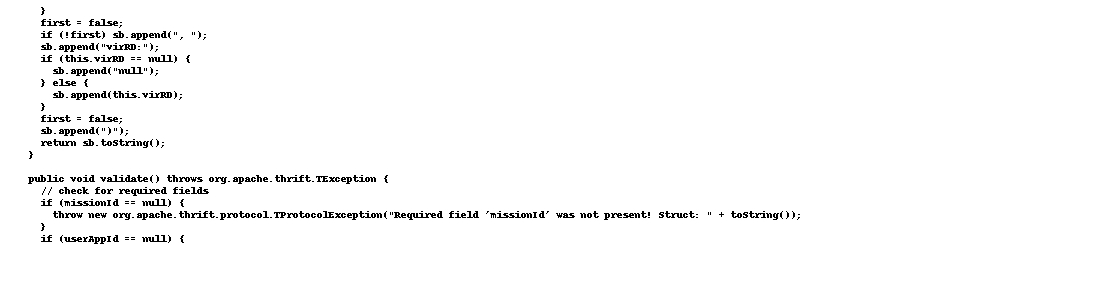 }
first = false;
if (!first) sb.append(", ");
sb.append("virRD:");
if (this.virRD == null) {
sb.append("null");
} else {
sb.append(this.virRD);
}
first = false;
sb.append(")");
return sb.toString();
}
public void validate() throws org.apache.thrift.TException {
// check for required fields
if (missionId == null) {
throw new org.apache.thrift.protocol.TProtocolException("Required field 'missionId' was not present! Struct: " + toString());
}
if (userAppId == null) {